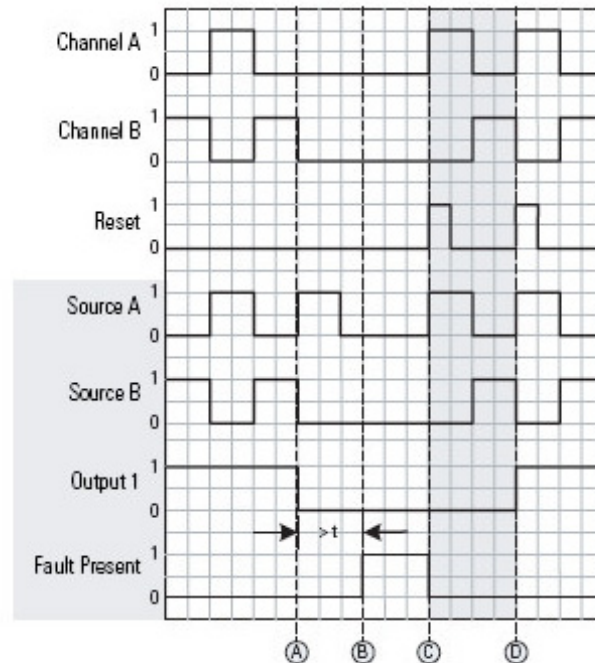 Channel A 1
0
Channel B 1
0
Reset 1
0
Source A 1
0
Source B 1
0
Output 1 1
0
>t
Fault Present 1
0
A B C D